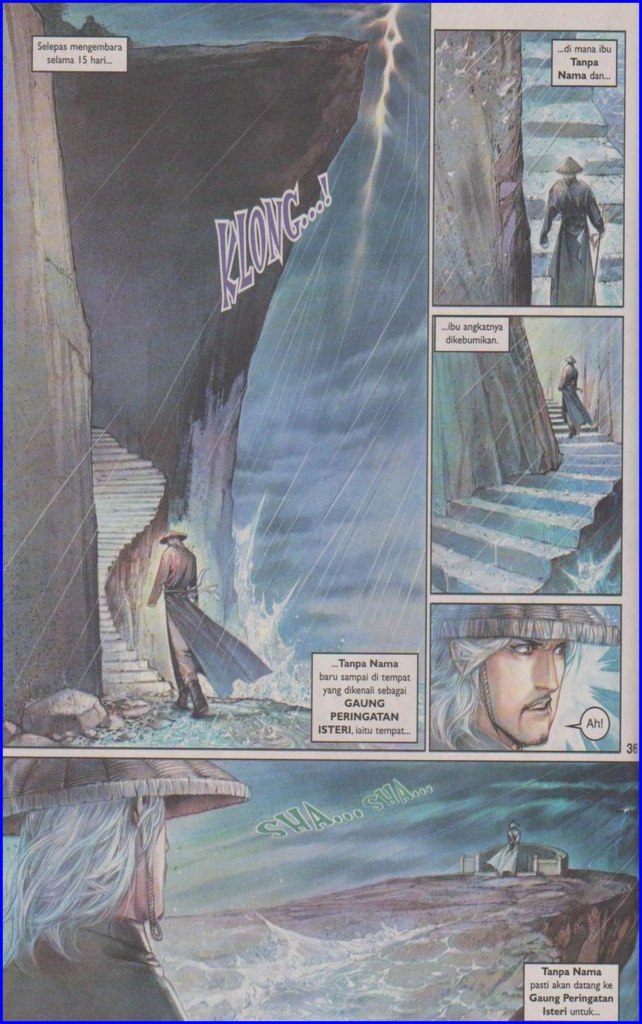 Selepas mengembara
selama 15 hari...
KLONG...!
...Tanpa Nama
baru sampai di tempat
yang dikenali sebagai
GAUNG
PERINGATAN
ISTERI, iaitu tempat...
...di mana ibu
Tanpa
Nama dan...
...ibu angkatnya
dikebumikan.
Ah!
36
SHA... SHA...
Tanpa Nama
pasti akan datang ke
Gaung Peringatan
Isteri untuk...